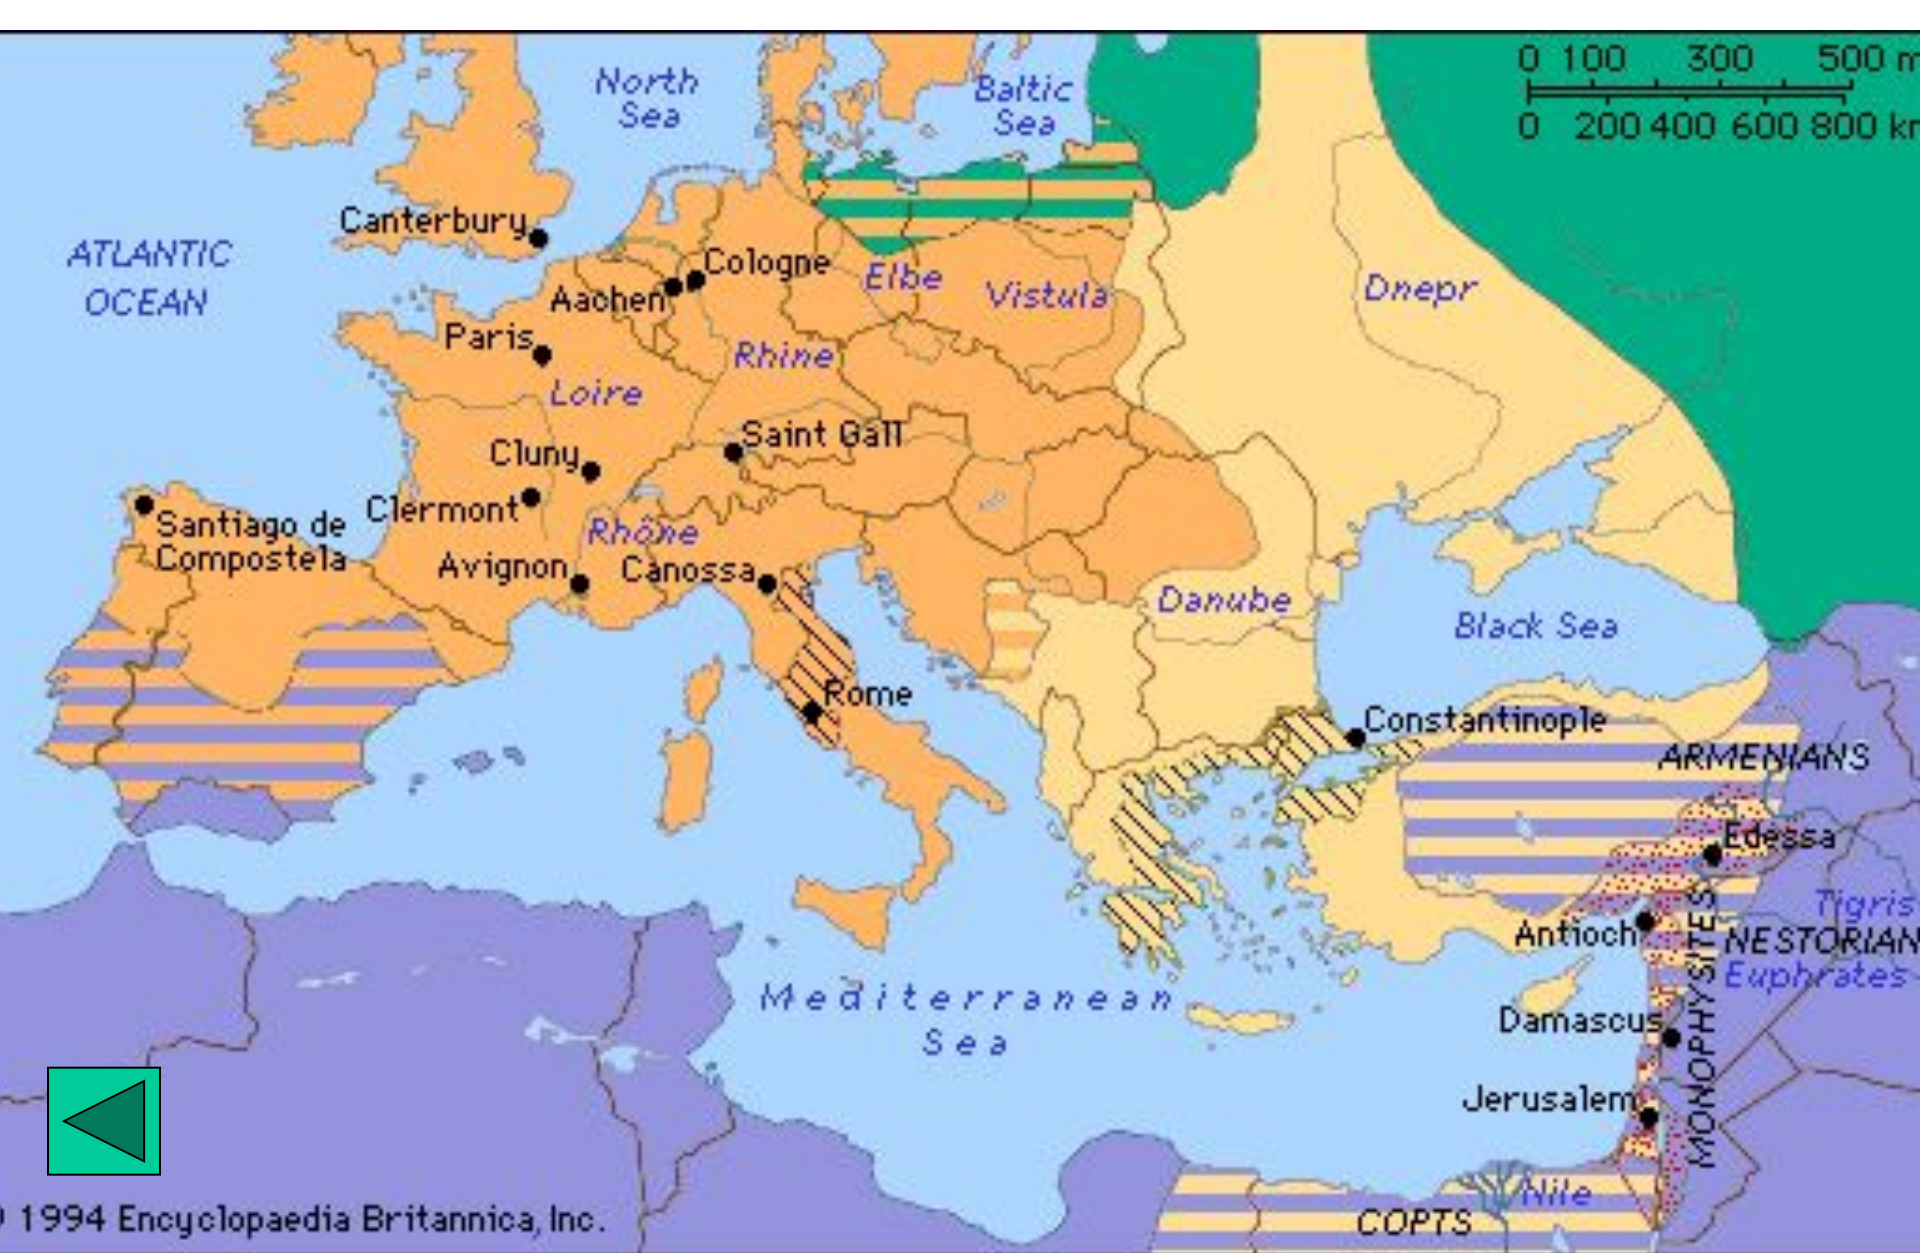 0 100 300 500 m
0 200 400 600 800 km
North
Sea
Baltic
Sea
Canterbury
ATLANTIC
OCEAN
Cologne
Elbe
Aachen
Vistula
Dnepr
Paris
Rhine
Loire
Saint Gall
Cluny
Clermont
Santiago de
Compostela
Rhône
Avignon
Canossa
Danube
Black Sea
Rome
Constantinople
ARMENIANS
Edessa
Tigris
Antioch
NESTORIAN
Euphrates
MONOPHYSITES
Mediterranean
Sea
Damascus
Jerusalem
Nile
COPTS
© 1994 Encyclopaedia Britannica, Inc.